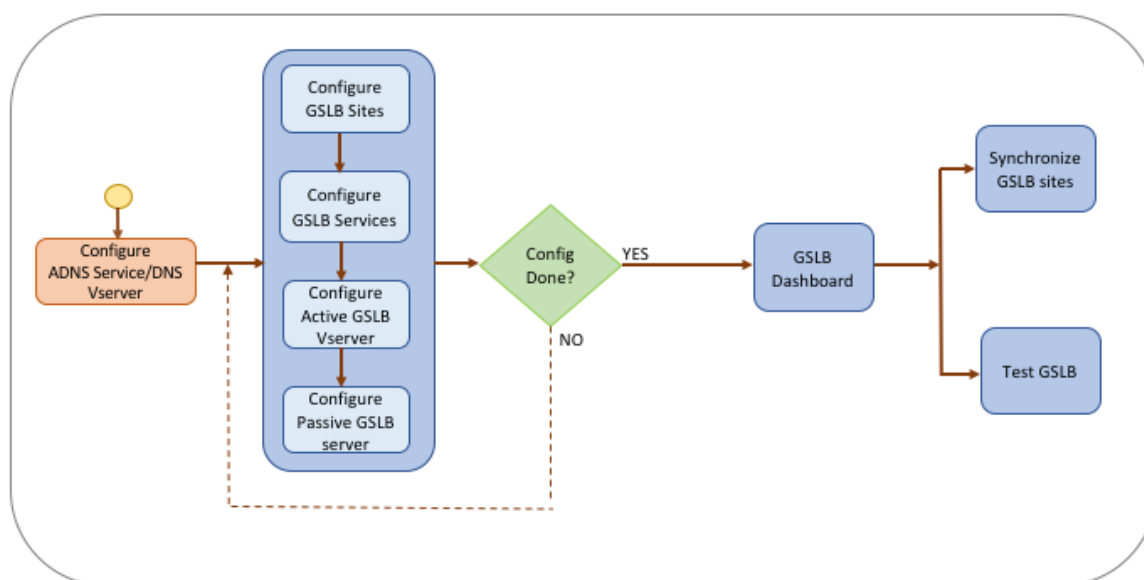 Configure
ADNS Service/DNS
Vserver
Configure
GSLB Sites
Configure
GSLB Services
Configure
Active GSLB
Vserver
Configure
Passive GSLB
server
Config
Done?
YES
NO
GSLB
Dashboard
Synchronize
GSLB sites
Test GSLB